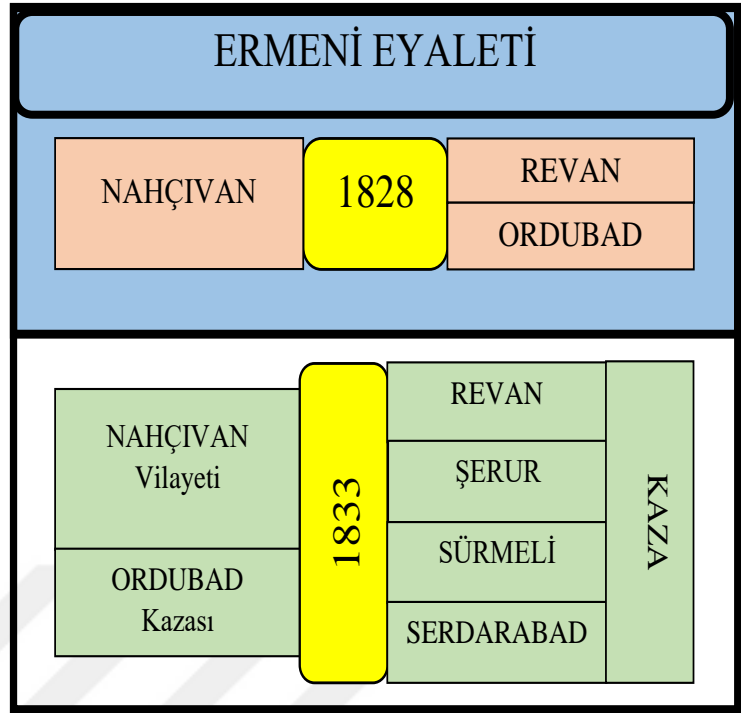 ERMENİ EYALETİ
NAHÇIVAN
1828
REVAN
ORDUBAD
NAHÇIVAN
Vilayeti
ORDUBAD
Kazası
1833
REVAN
ŞERUR
SÜRMELİ
SERDARABAD
KAZA